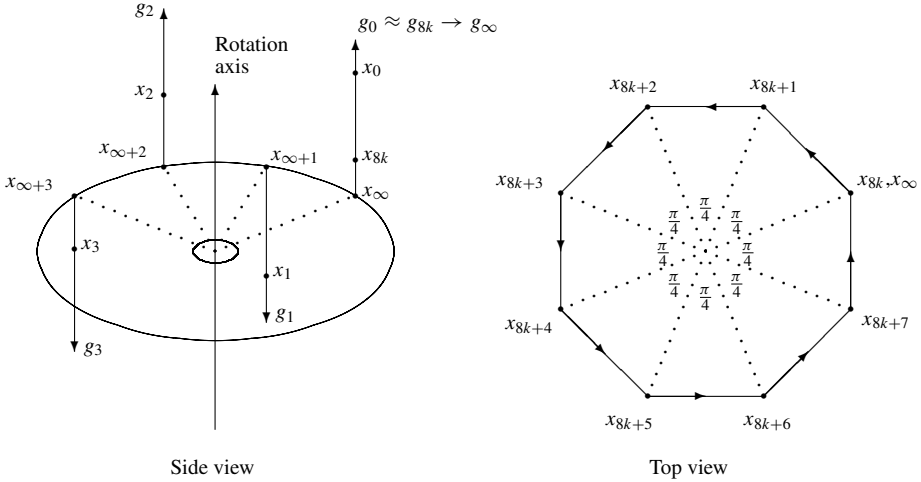 g₂
g₀ ≈ g₈ₖ → g∞
Rotation
axis
x₀
x₂
x₈ₖ
x∞₊₂
x∞₊₁
x∞₊₃
x∞
x₃
x₁
g₁
g₃
Side view
x₈ₖ₊₂
x₈ₖ₊₁
x₈ₖ₊₃
x₈ₖ,x∞
π/4
π/4 π/4
π/4 π/4
π/4 π/4
π/4
x₈ₖ₊₄
x₈ₖ₊₇
x₈ₖ₊₅
x₈ₖ₊₆
Top view